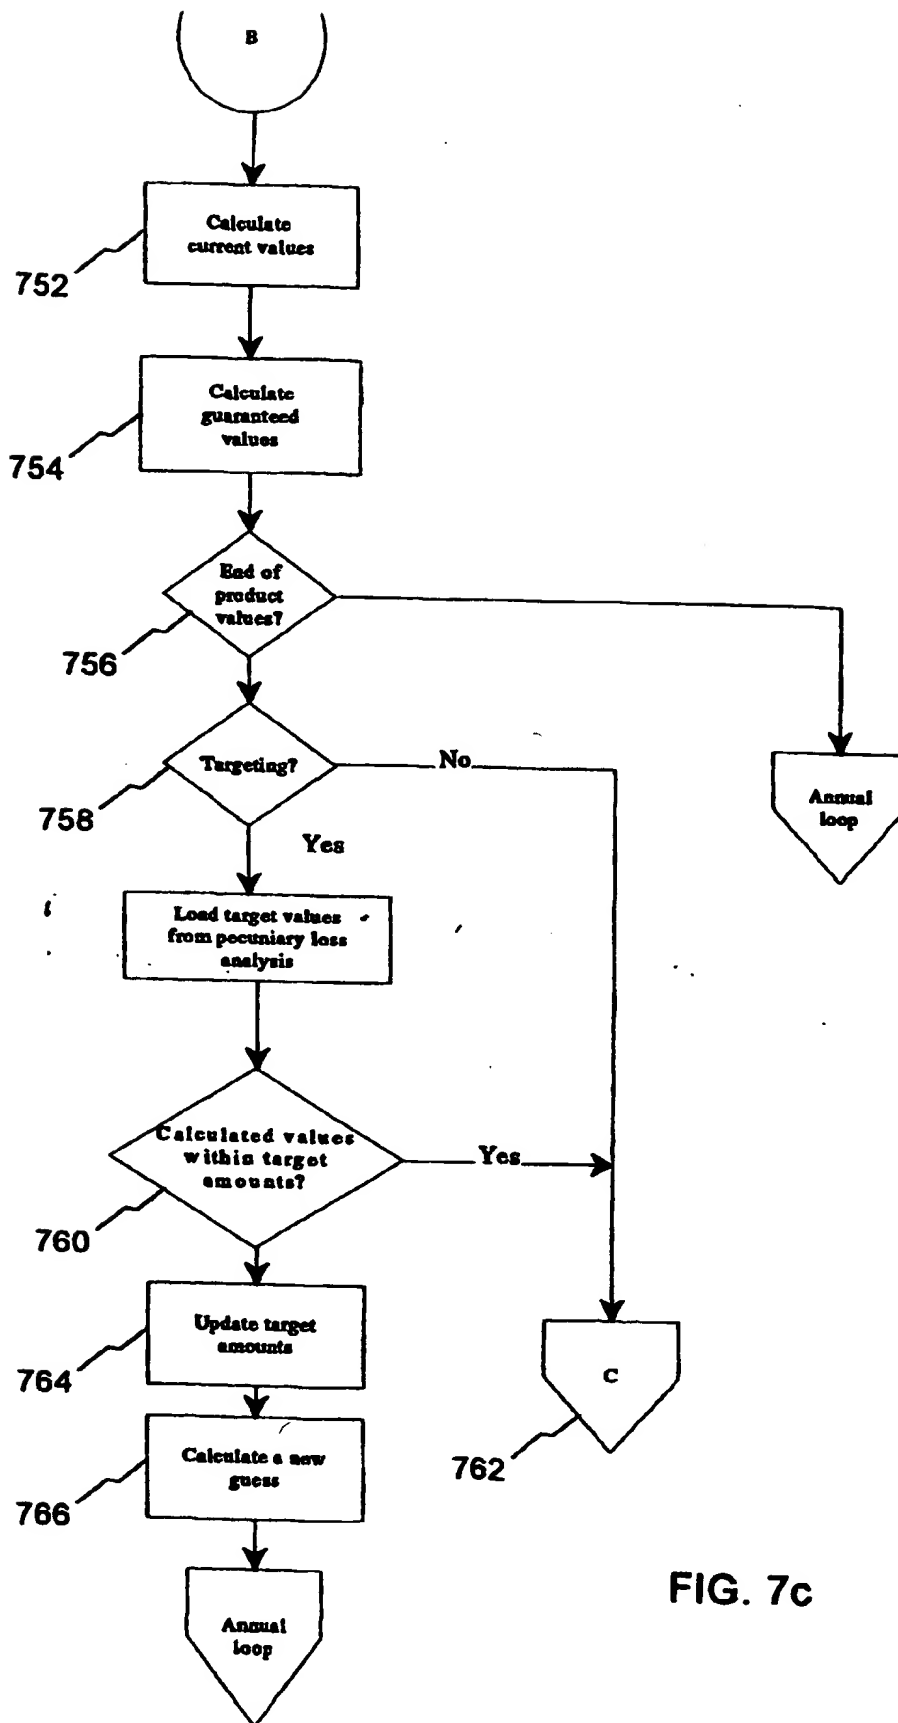 B
Calculate
current values
752
Calculate
guaranteed
values
754
End of
product
values?
756
Targeting?
No
758
Annual
loop
Yes
Load target values
from pecuniary loss
analysis
Calculated values
within target
amounts?
Yes
760
Update target
amounts
764
C
762
Calculate a new
guess
766
Annual
loop
FIG. 7c